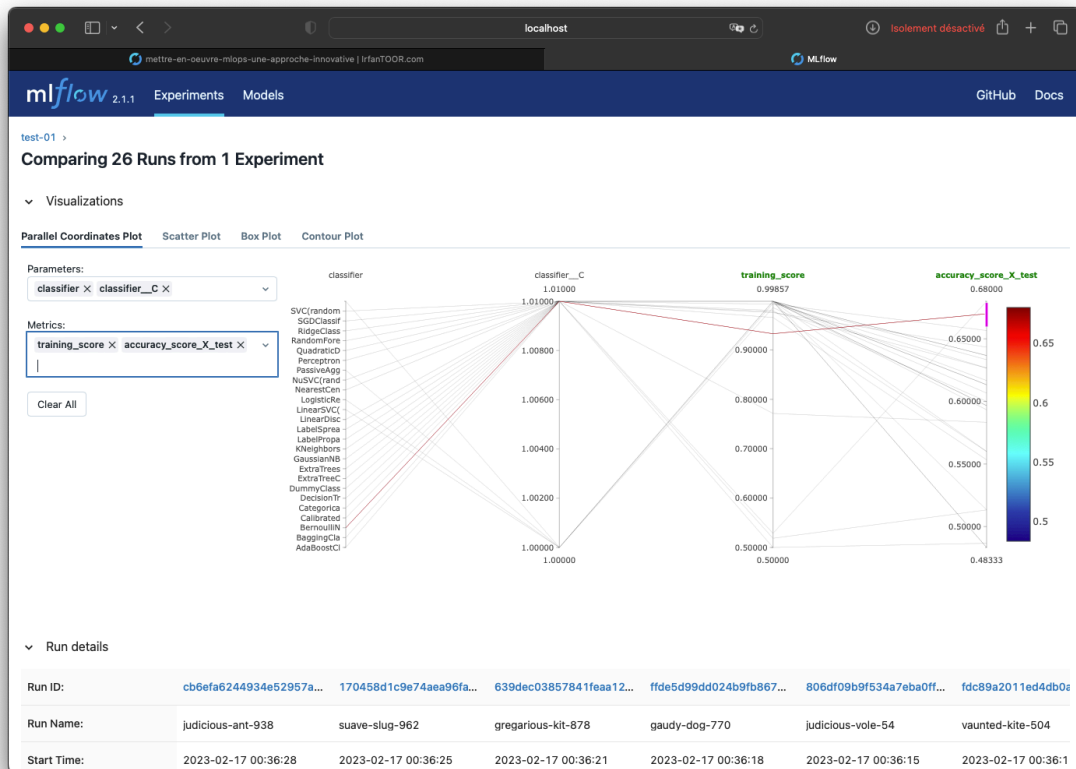 localhost
Isolement désactivé
mettre-en-oeuvre-mlops-une-approche-innovative | IrfanTOOR.com
MLflow
mlflow 2.1.1 Experiments Models GitHub Docs
test-01 >
Comparing 26 Runs from 1 Experiment
Visualizations
Parallel Coordinates Plot Scatter Plot Box Plot Contour Plot
Parameters:
classifier × classifier__C ×
Metrics:
training_score × accuracy_score_X_test ×
Clear All
classifier
SVC(random
SGDClassif
RidgeClass
RandomFore
QuadraticD
Perceptron
PassiveAgg
NuSVC(rand
NearestCen
LogisticRe
LinearSVC(
LinearDisc
LabelSprea
LabelPropa
KNeighbors
GaussianNB
ExtraTrees
ExtraTreeC
DummyClass
DecisionTr
Categorica
Calibrated
BernoulliN
BaggingCla
AdaBoostCl
classifier__C
1.01000
1.01000
1.00800
1.00600
1.00400
1.00200
1.00000
1.00000
training_score
0.99857
0.90000
0.80000
0.70000
0.60000
0.50000
0.50000
accuracy_score_X_test
0.68000
0.65000
0.60000
0.55000
0.50000
0.48333
0.65
0.6
0.55
0.5
Run details
Run ID: cb6efa6244934e52957a... 170458d1c9e74aea96fa... 639dec03857841feaa12... ffde5d99dd024b9fb867... 806df09b9f534a7eba0ff... fdc89a2011ed4db0a
Run Name: judicious-ant-938 suave-slug-962 gregarious-kit-878 gaudy-dog-770 judicious-vole-54 vaunted-kite-504
Start Time: 2023-02-17 00:36:28 2023-02-17 00:36:25 2023-02-17 00:36:21 2023-02-17 00:36:18 2023-02-17 00:36:15 2023-02-17 00:36:1